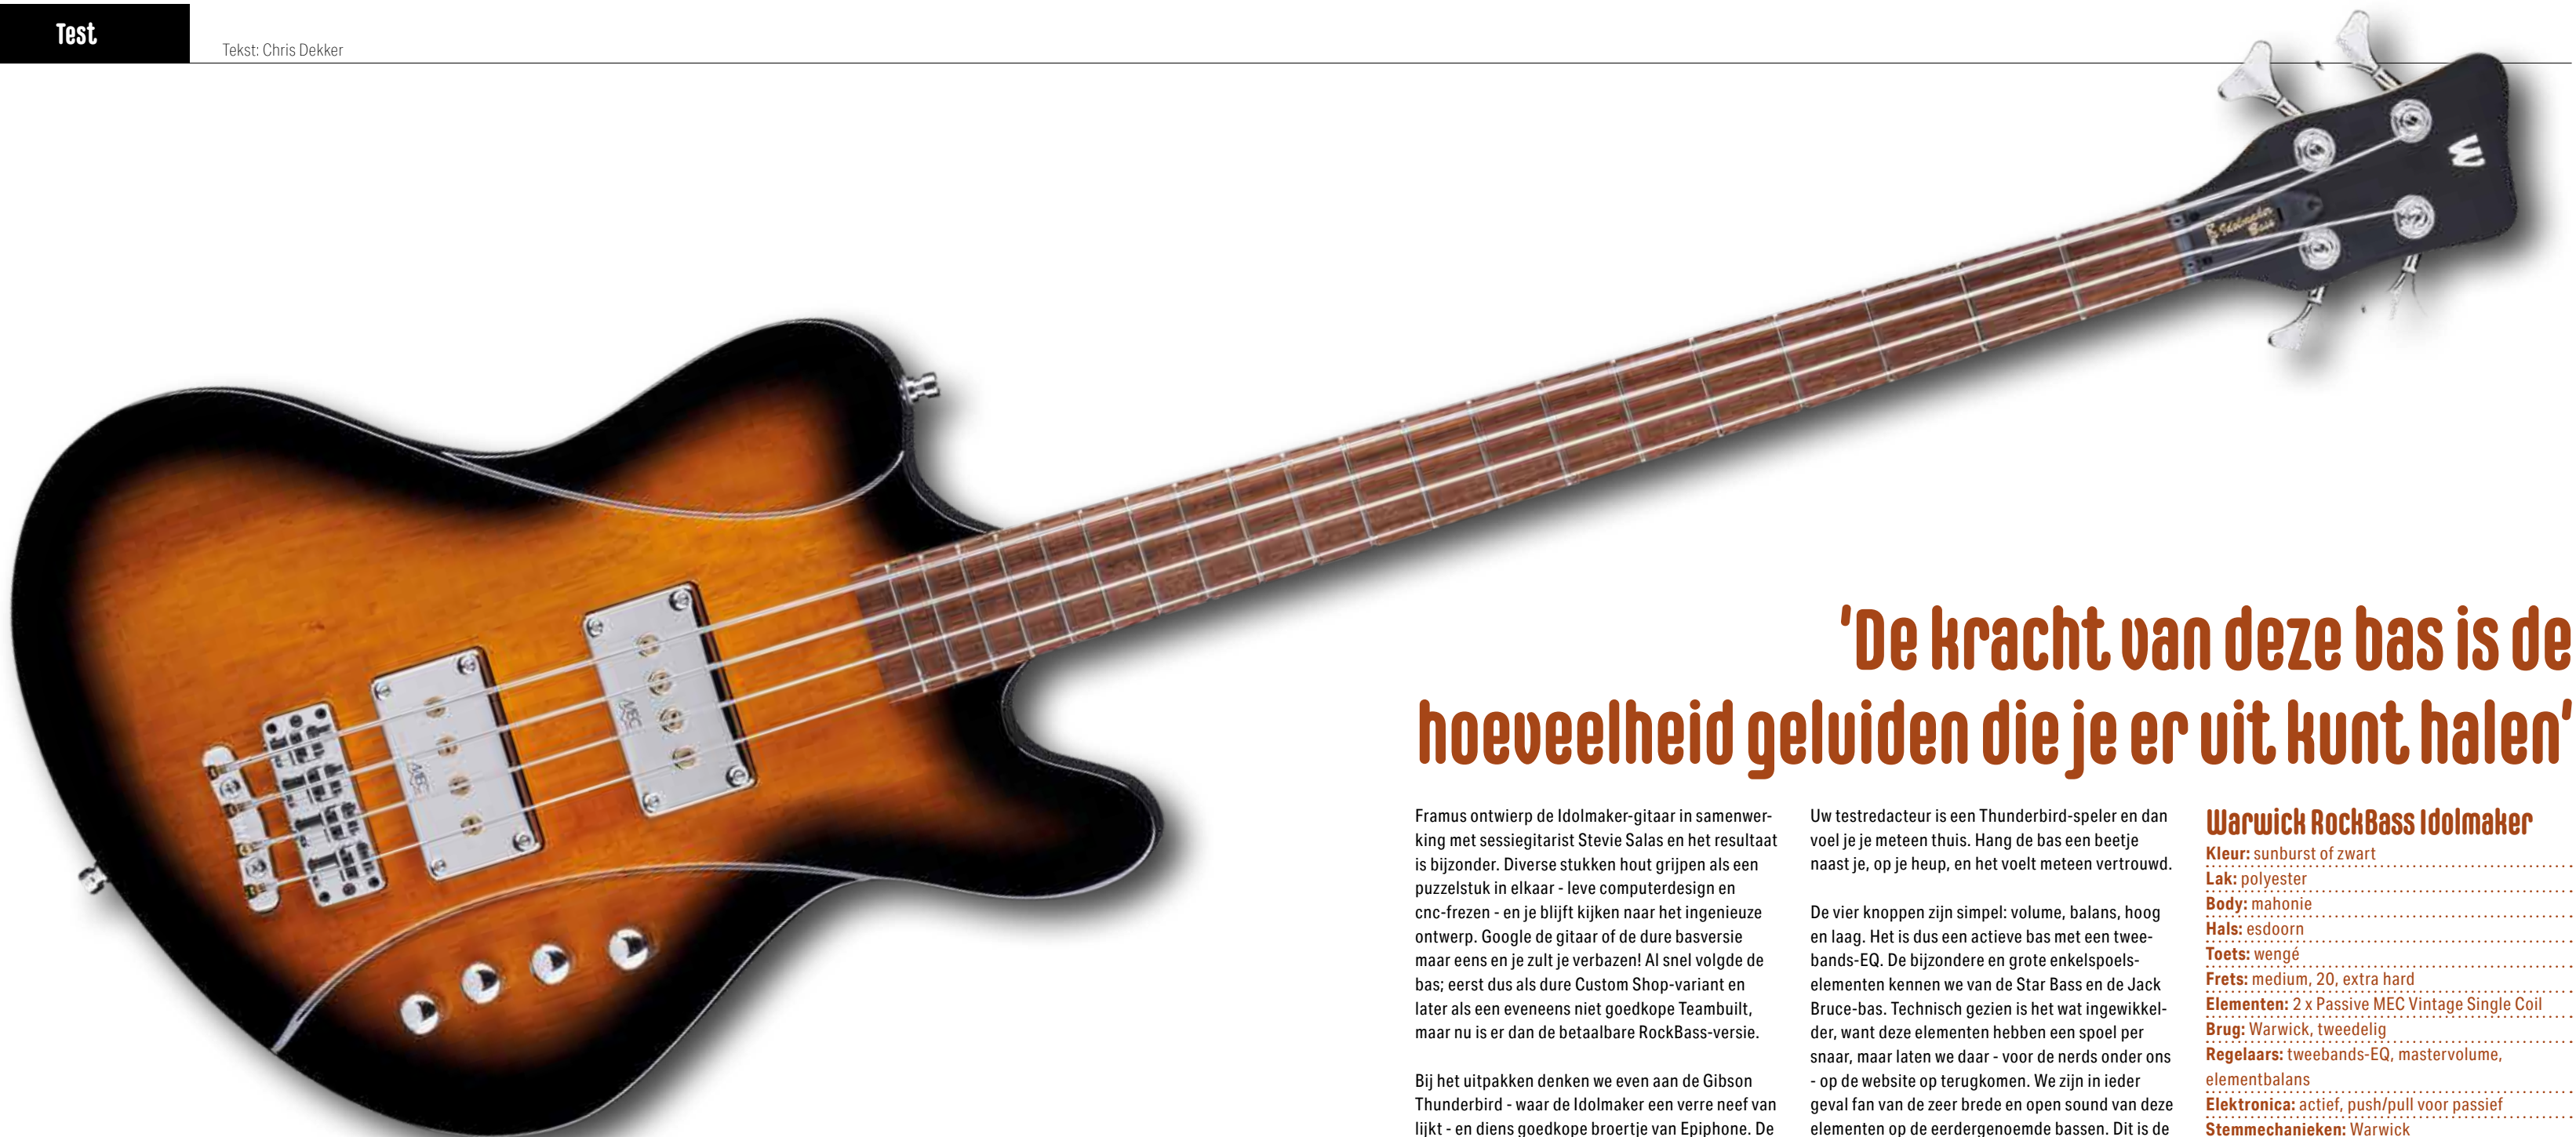 Test
Tekst: Chris Dekker
W
Idolmaker
Bass
MEC
MEC
'De kracht van deze bas is de
hoeveelheid geluiden die je er uit kunt halen'
Framus ontwierp de Idolmaker-gitaar in samenwer-
king met sessiegitarist Stevie Salas en het resultaat
is bijzonder. Diverse stukken hout grijpen als een
puzzelstuk in elkaar - leve computerdesign en
cnc-frezen - en je blijft kijken naar het ingenieuze
ontwerp. Google de gitaar of de dure basversie
maar eens en je zult je verbazen! Al snel volgde de
bas; eerst dus als dure Custom Shop-variant en
later als een eveneens niet goedkope Teambuilt,
maar nu is er dan de betaalbare RockBass-versie.
Bij het uitpakken denken we even aan de Gibson
Thunderbird - waar de Idolmaker een verre neef van
lijkt - en diens goedkope broertje van Epiphone. De
Uw testredacteur is een Thunderbird-speler en dan
voel je je meteen thuis. Hang de bas een beetje
naast je, op je heup, en het voelt meteen vertrouwd.
De vier knoppen zijn simpel: volume, balans, hoog
en laag. Het is dus een actieve bas met een twee-
bands-EQ. De bijzondere en grote enkelspoels-
elementen kennen we van de Star Bass en de Jack
Bruce-bas. Technisch gezien is het wat ingewikkel-
der, want deze elementen hebben een spoel per
snaar, maar laten we daar - voor de nerds onder ons
- op de website op terugkomen. We zijn in ieder
geval fan van de zeer brede en open sound van deze
elementen op de eerdergenoemde bassen. Dit is de
Warwick RockBass Idolmaker
Kleur: sunburst of zwart
Lak: polyester
Body: mahonie
Hals: esdoorn
Toets: wengé
Frets: medium, 20, extra hard
Elementen: 2 x Passive MEC Vintage Single Coil
Brug: Warwick, tweedelig
Regelaars: tweebands-EQ, mastervolume,
elementbalans
Elektronica: actief, push/pull voor passief
Stemmechanieken: Warwick